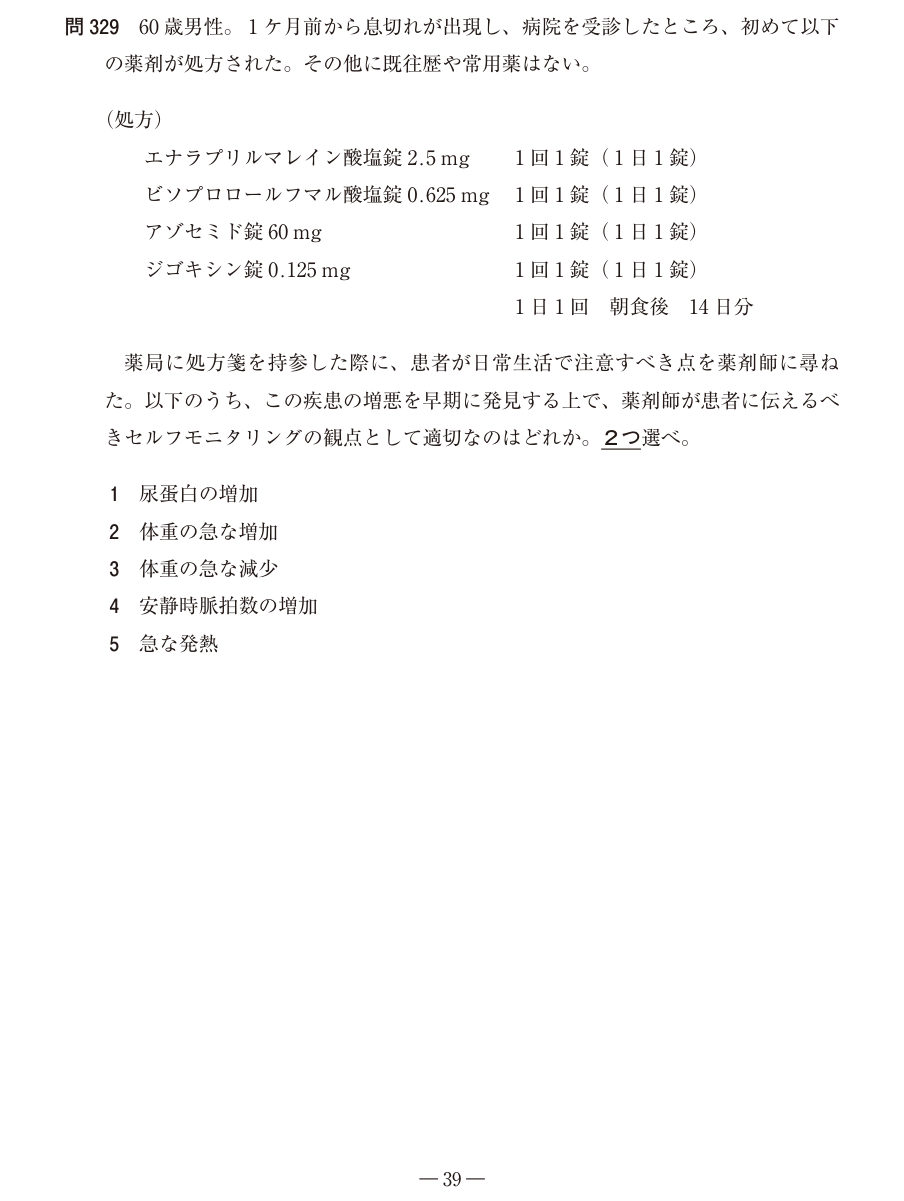 問 329　60 歳男性。1 ケ月前から息切れが出現し、病院を受診したところ、初めて以下
の薬剤が処方された。その他に既往歴や常用薬はない。
（処方）
エナラプリルマレイン酸塩錠 2.5 mg　1 回 1 錠（1 日 1 錠）
ビソプロロールフマル酸塩錠 0.625 mg　1 回 1 錠（1 日 1 錠）
アゾセミド錠 60 mg　1 回 1 錠（1 日 1 錠）
ジゴキシン錠 0.125 mg　1 回 1 錠（1 日 1 錠）
1 日 1 回　朝食後　14 日分
薬局に処方箋を持参した際に、患者が日常生活で注意すべき点を薬剤師に尋ね
た。以下のうち、この疾患の増悪を早期に発見する上で、薬剤師が患者に伝えるべ
きセルフモニタリングの観点として適切なのはどれか。2つ選べ。
1　尿蛋白の増加
2　体重の急な増加
3　体重の急な減少
4　安静時脈拍数の増加
5　急な発熱
― 39 ―